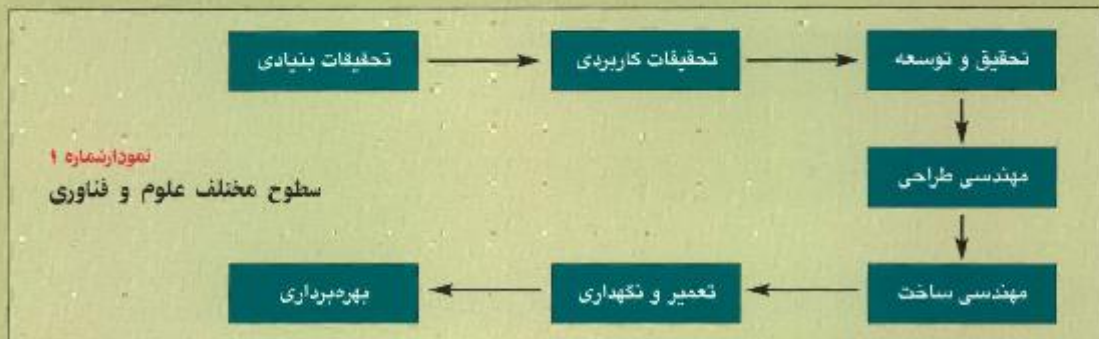 تحقیقات بنیادی
تحقیقات کاربردی
تحقیق و توسعه
مهندسی طراحی
مهندسی ساخت
تعمیر و نگهداری
بهره‌برداری
نمودارشماره ۱
سطوح مختلف علوم و فناوری